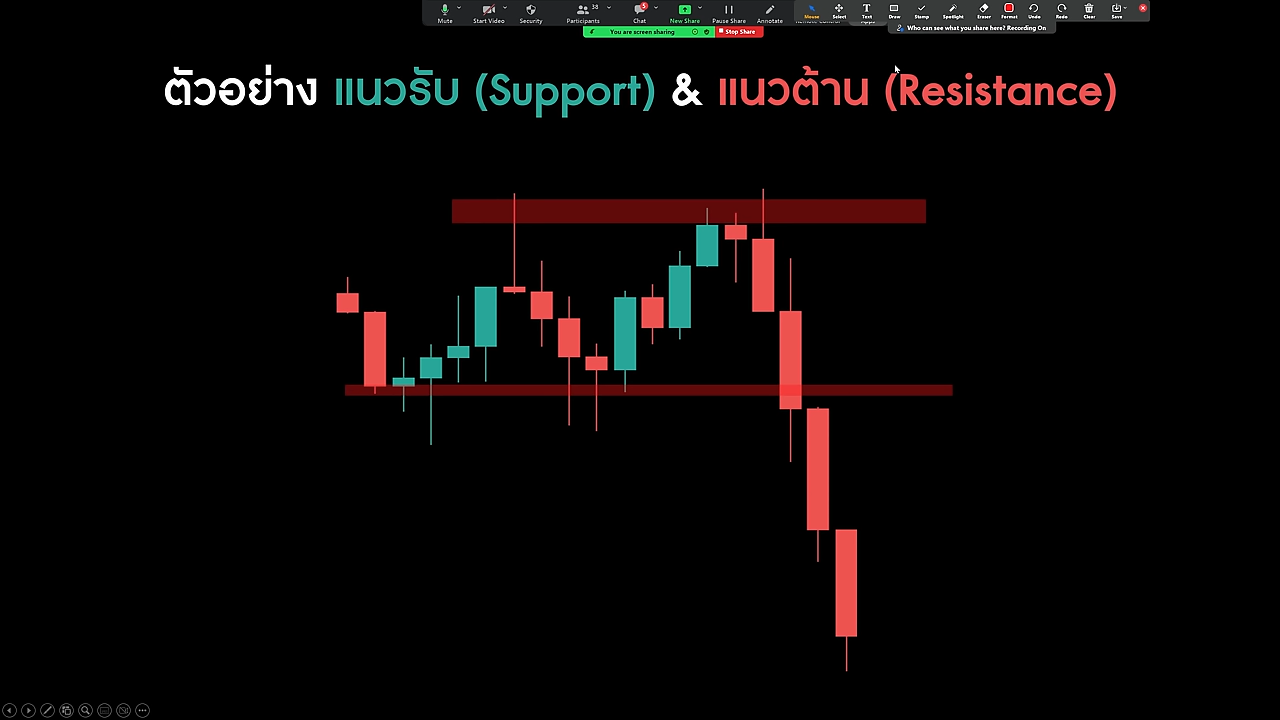 Mute
Start Video
Security
Participants
38
Chat
5
New Share
Pause Share
Annotate
Mouse
Select
Text
Draw
Stamp
Spotlight
Eraser
Format
Undo
Redo
Clear
Save
You are screen sharing
Stop Share
Who can see what you share here? Recording On
ตัวอย่าง แนวรับ (Support) & แนวต้าน (Resistance)